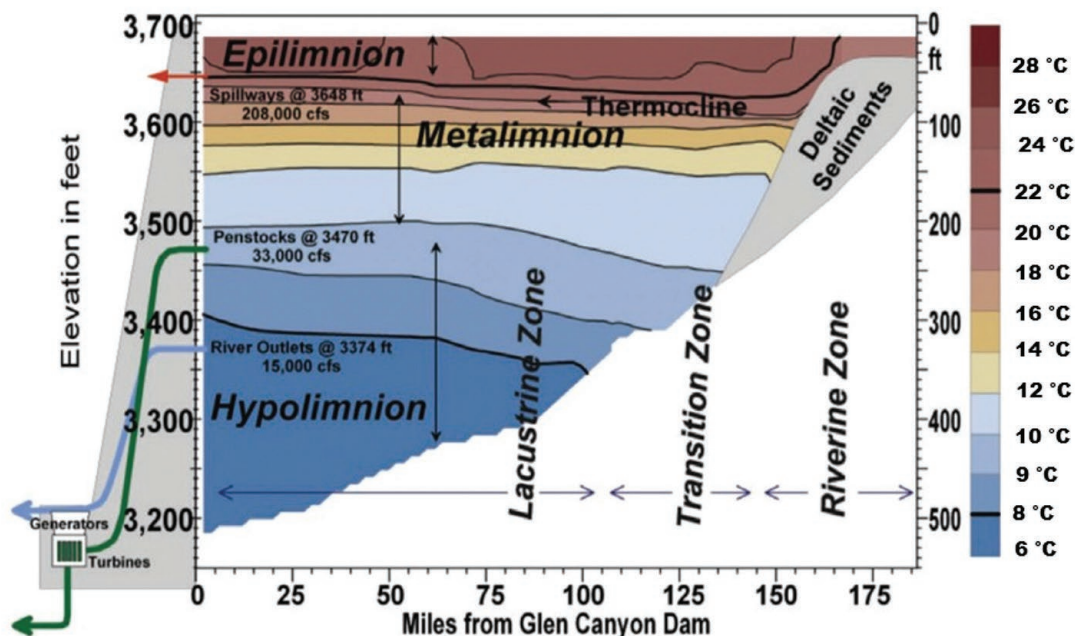 Elevation in feet
3,700
3,600
3,500
3,400
3,300
3,200
Epilimnion
Spillways @ 3648 ft
208,000 cfs
Thermocline
Metalimnion
Penstocks @ 3470 ft
33,000 cfs
River Outlets @ 3374 ft
15,000 cfs
Hypolimnion
Lacustrine Zone
Transition Zone
Riverine Zone
Deltaic
Sediments
Generators
Turbines
0
ft
100
200
300
400
500
28 °C
26 °C
24 °C
22 °C
20 °C
18 °C
16 °C
14 °C
12 °C
10 °C
9 °C
8 °C
6 °C
0 25 50 75 100 125 150 175
Miles from Glen Canyon Dam